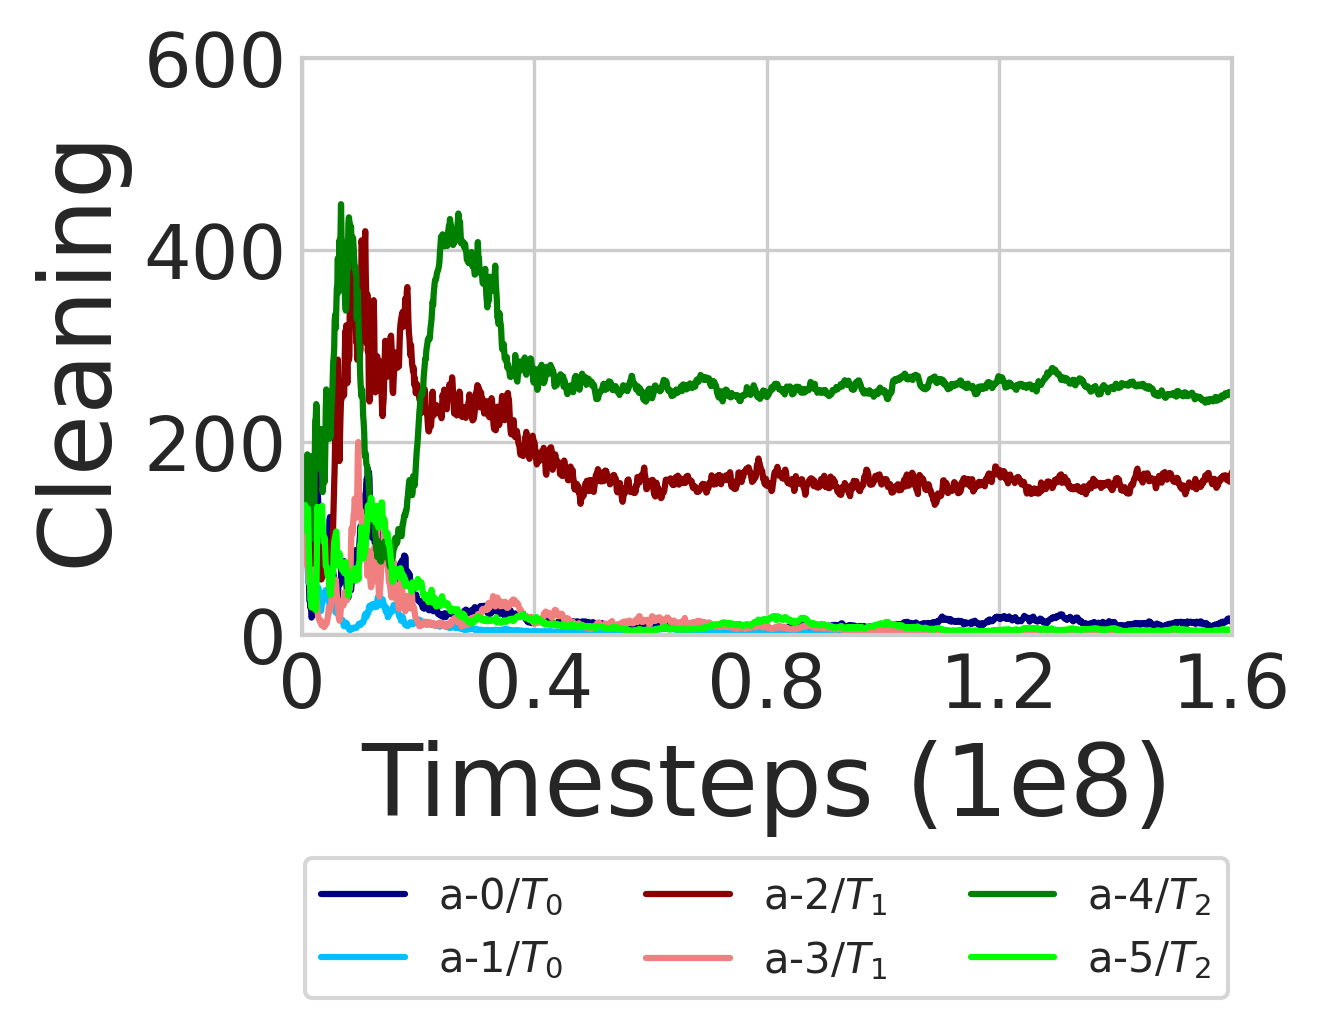 600
400
200
0
Cleaning
0 0.4 0.8 1.2 1.6
Timesteps (1e8)
a-0/T₀ a-2/T₁ a-4/T₂
a-1/T₀ a-3/T₁ a-5/T₂